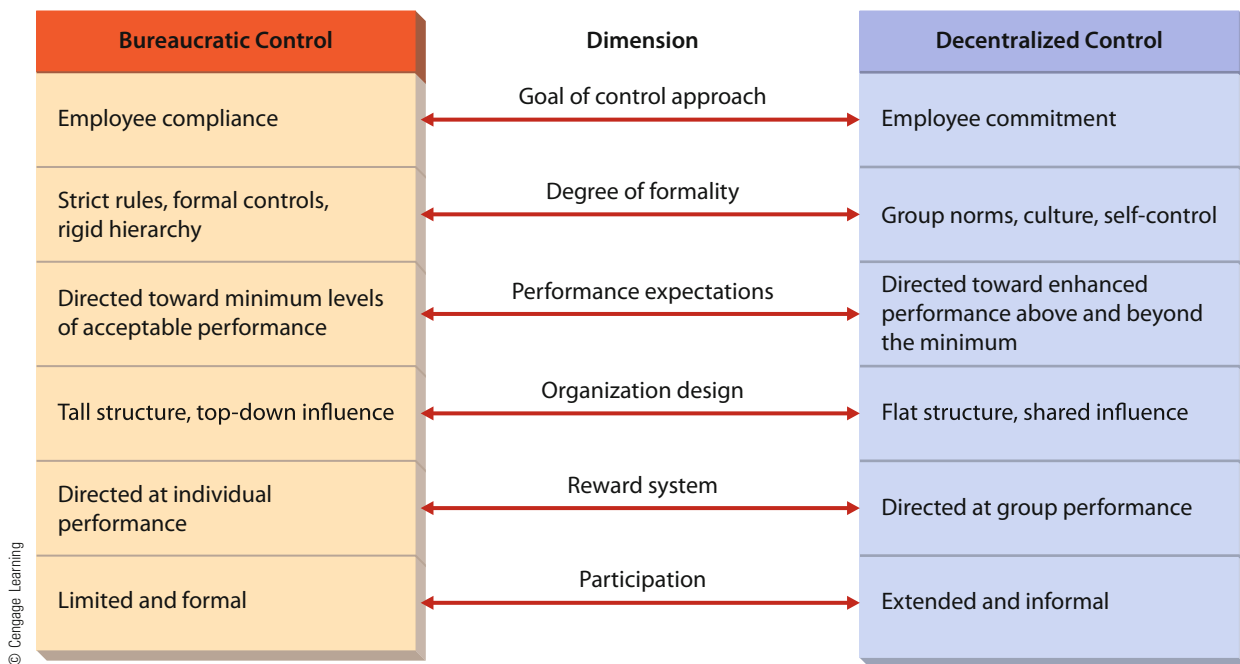 Bureaucratic Control
Dimension
Decentralized Control
Employee compliance
Goal of control approach
Employee commitment
Strict rules, formal controls,
rigid hierarchy
Degree of formality
Group norms, culture, self-control
Directed toward minimum levels
of acceptable performance
Performance expectations
Directed toward enhanced
performance above and beyond
the minimum
Tall structure, top-down influence
Organization design
Flat structure, shared influence
Directed at individual
performance
Reward system
Directed at group performance
Limited and formal
Participation
Extended and informal
© Cengage Learning